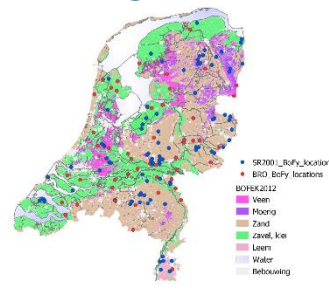 SR2001_BoFy_location
BRO_BoFy_locations
BOFEK2012
Veen
Moerig
Zand
Zavel, klei
Leem
Water
Bebouwing